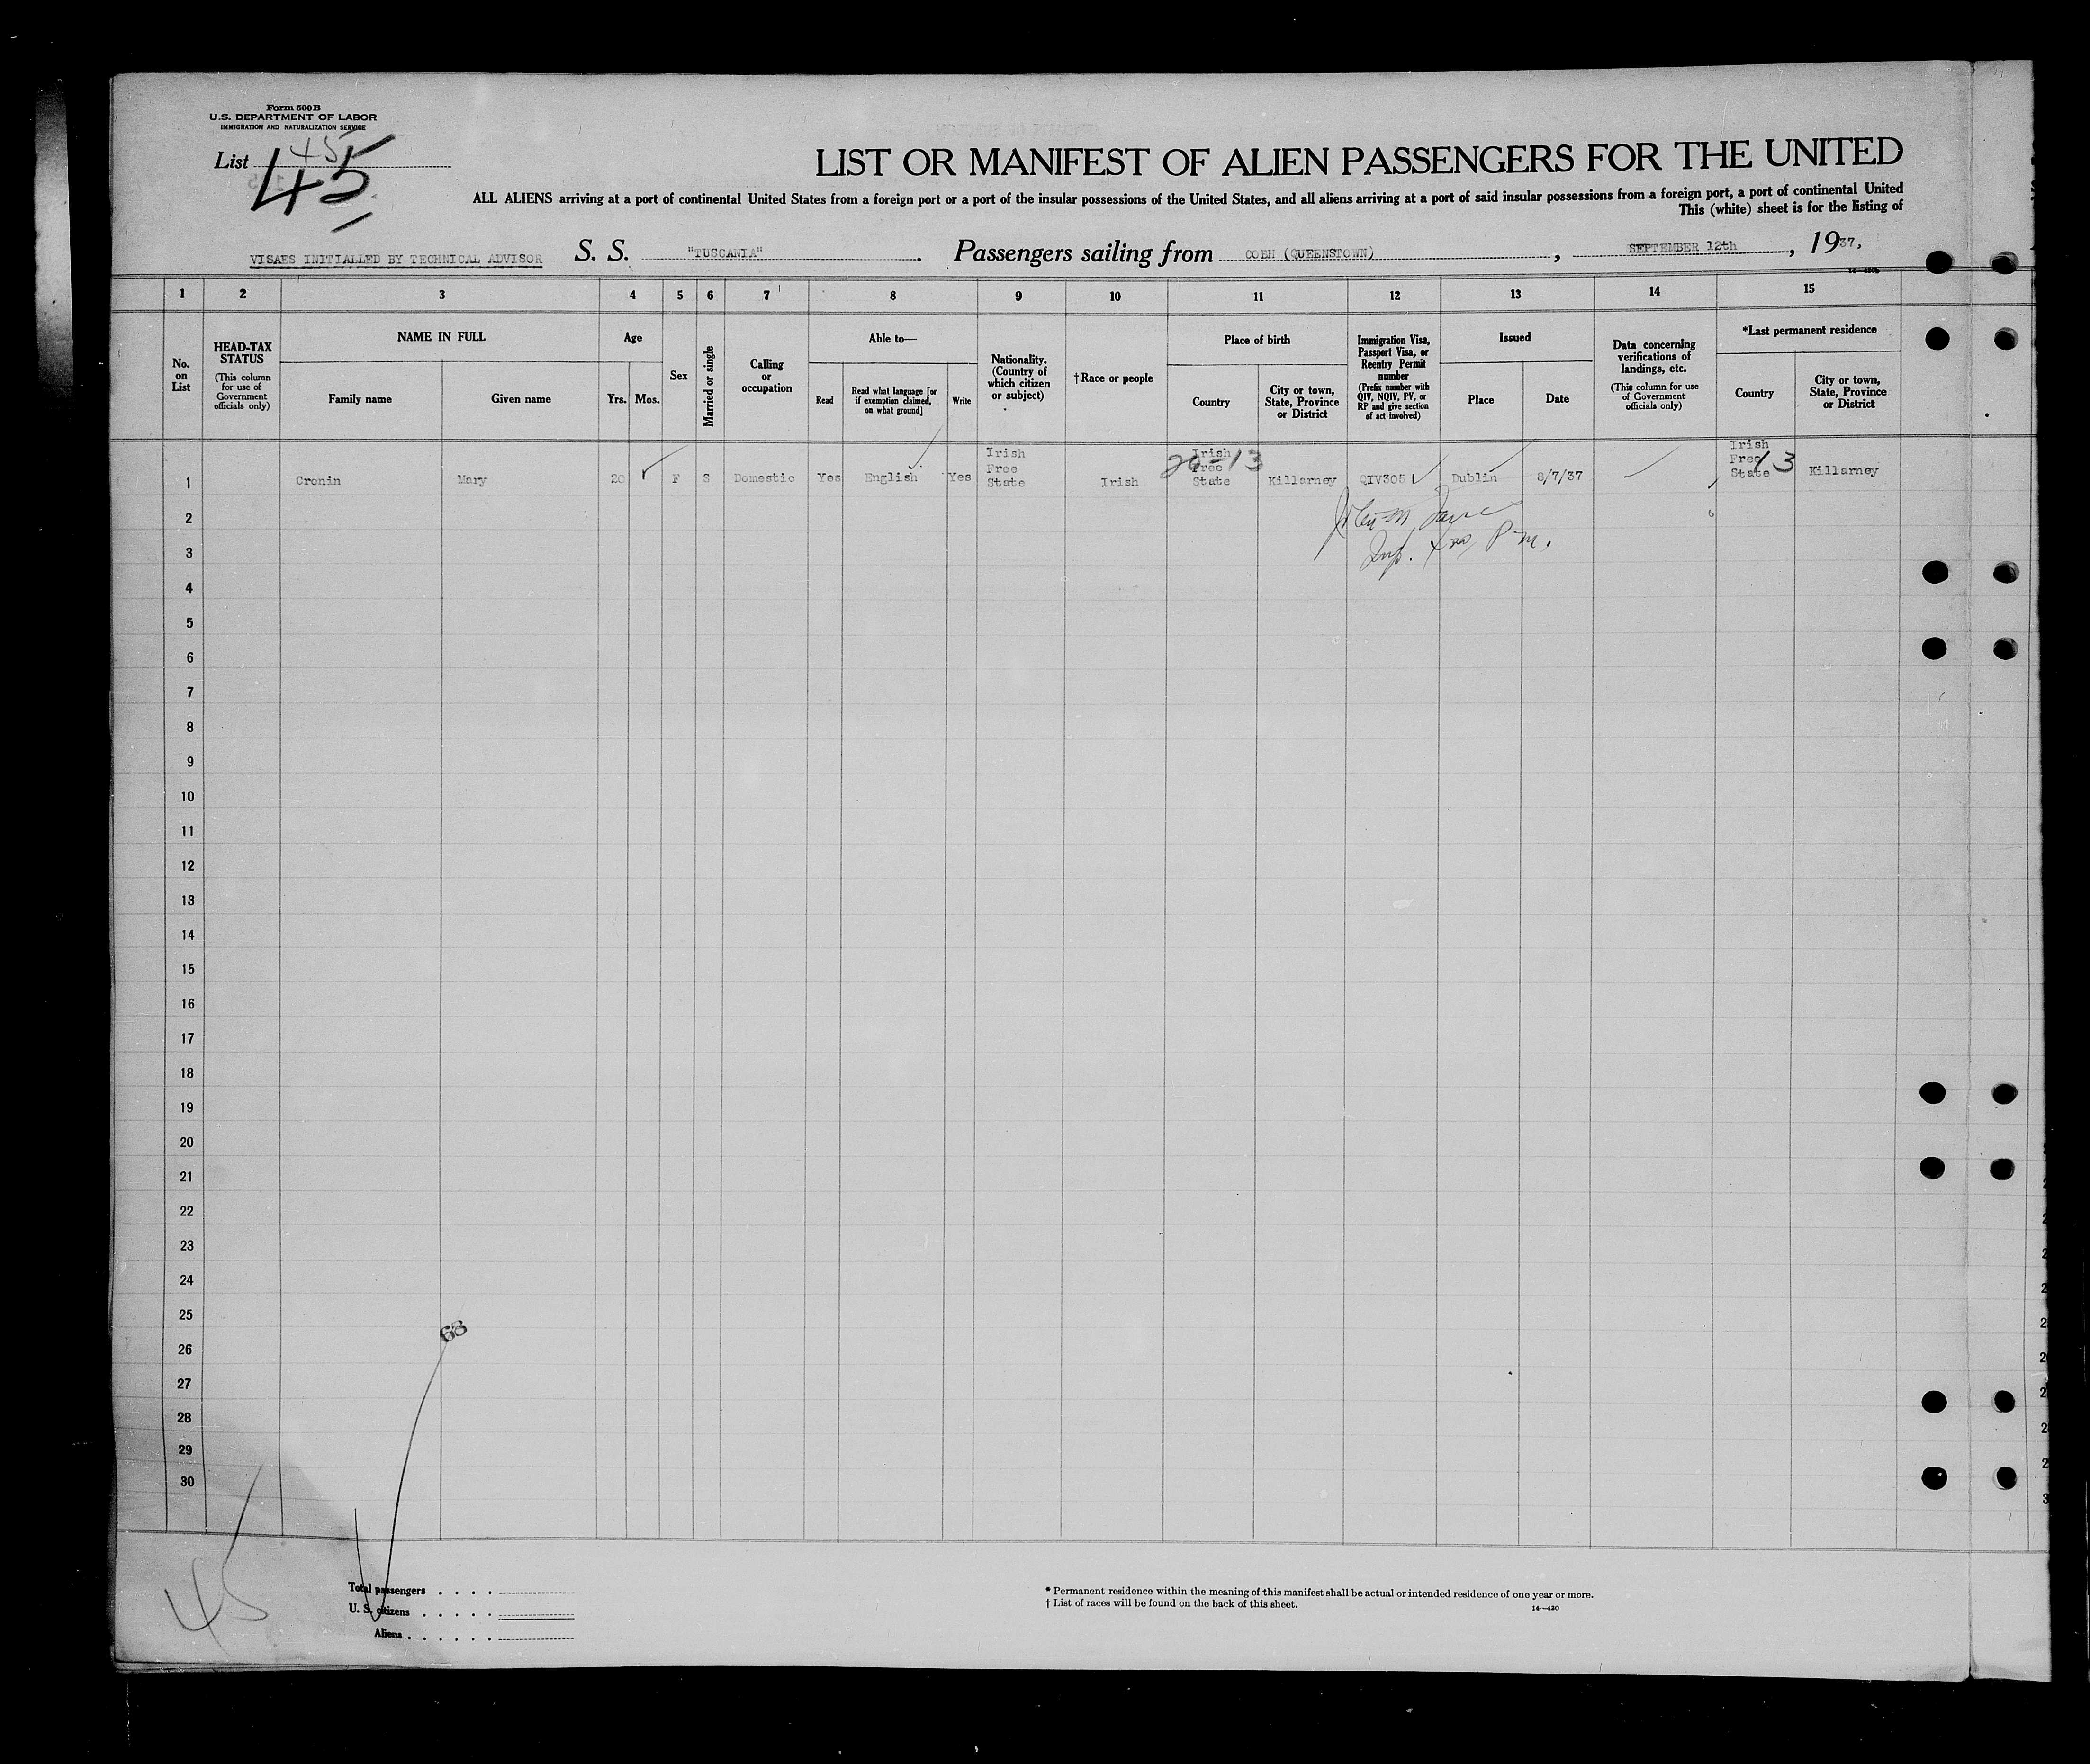 Form 500B
U.S. DEPARTMENT OF LABOR
IMMIGRATION AND NATURALIZATION SERVICE
List 45
45
LIST OR MANIFEST OF ALIEN PASSENGERS FOR THE UNITED
ALL ALIENS arriving at a port of continental United States from a foreign port or a port of the insular possessions of the United States, and all aliens arriving at a port of said insular possessions from a foreign port, a port of continental United
This (white) sheet is for the listing of
VISAES INITIALLED BY TECHNICAL ADVISOR S. S. "TUSCANIA" . Passengers sailing from COBH (QUEENSTOWN) , SEPTEMBER 12th , 1937,
1 2 3 4 5 6 7 8 9 10 11 12 13 14 15
No. on List
HEAD-TAX STATUS
(This column for use of Government officials only)
NAME IN FULL
Family name Given name
Age
Yrs. Mos.
Sex
Married or single
Calling or occupation
Able to—
Read
Read what language [or if exemption claimed, on what ground]
Write
Nationality. (Country of which citizen or subject)
†Race or people
Place of birth
Country
City or town, State, Province or District
Immigration Visa, Passport Visa, or Reentry Permit number
(Prefix number with QIV, NQIV, PV, or RP and give section of act involved)
Issued
Place Date
Data concerning verifications of landings, etc.
(This column for use of Government officials only)
*Last permanent residence
Country
City or town, State, Province or District
1 Cronin Mary 20 F S Domestic Yes English Yes Irish Free State Irish Irish Free State Killarney QIV305 Dublin 8/7/37 Irish Free State Killarney
26-13
13
2
3
4
5
6
7
8
9
10
11
12
13
14
15
16
17
18
19
20
21
22
23
24
25
68
26
27
28
29
30
45
Total passengers . . . .
U. S. citizens . . . . .
Aliens . . . . . .
* Permanent residence within the meaning of this manifest shall be actual or intended residence of one year or more.
† List of races will be found on the back of this sheet.
14—430